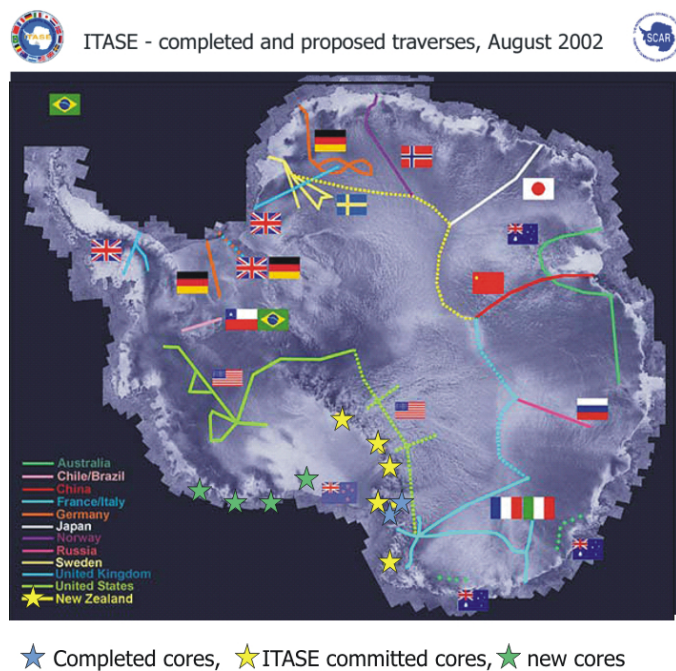 ITASE - completed and proposed traverses, August 2002
ITASE
SCAR
Australia
Chile/Brazil
China
France/Italy
Germany
Japan
Norway
Russia
Sweden
United Kingdom
United States
New Zealand
Completed cores, ITASE committed cores, new cores